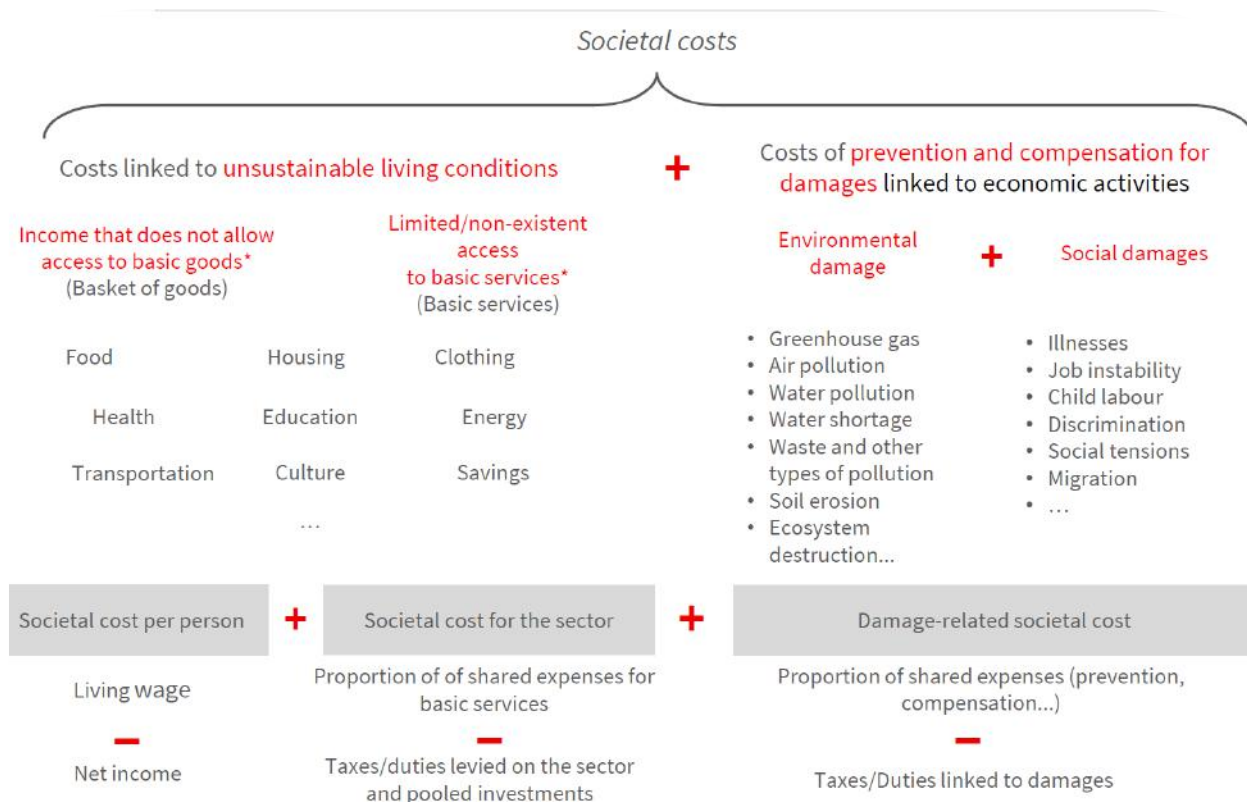 Societal costs
Costs linked to unsustainable living conditions
+
Costs of prevention and compensation for
damages linked to economic activities
Income that does not allow
access to basic goods*
(Basket of goods)
Limited/non-existent
access
to basic services*
(Basic services)
Environmental
damage
+
Social damages
Food
Housing
Clothing
Health
Education
Energy
Transportation
Culture
Savings
...
• Greenhouse gas
• Air pollution
• Water pollution
• Water shortage
• Waste and other
types of pollution
• Soil erosion
• Ecosystem
destruction...
• Illnesses
• Job instability
• Child labour
• Discrimination
• Social tensions
• Migration
• ...
Societal cost per person
+
Societal cost for the sector
+
Damage-related societal cost
Living wage
−
Net income
Proportion of of shared expenses for
basic services
−
Taxes/duties levied on the sector
and pooled investments
Proportion of shared expenses (prevention,
compensation...)
−
Taxes/Duties linked to damages